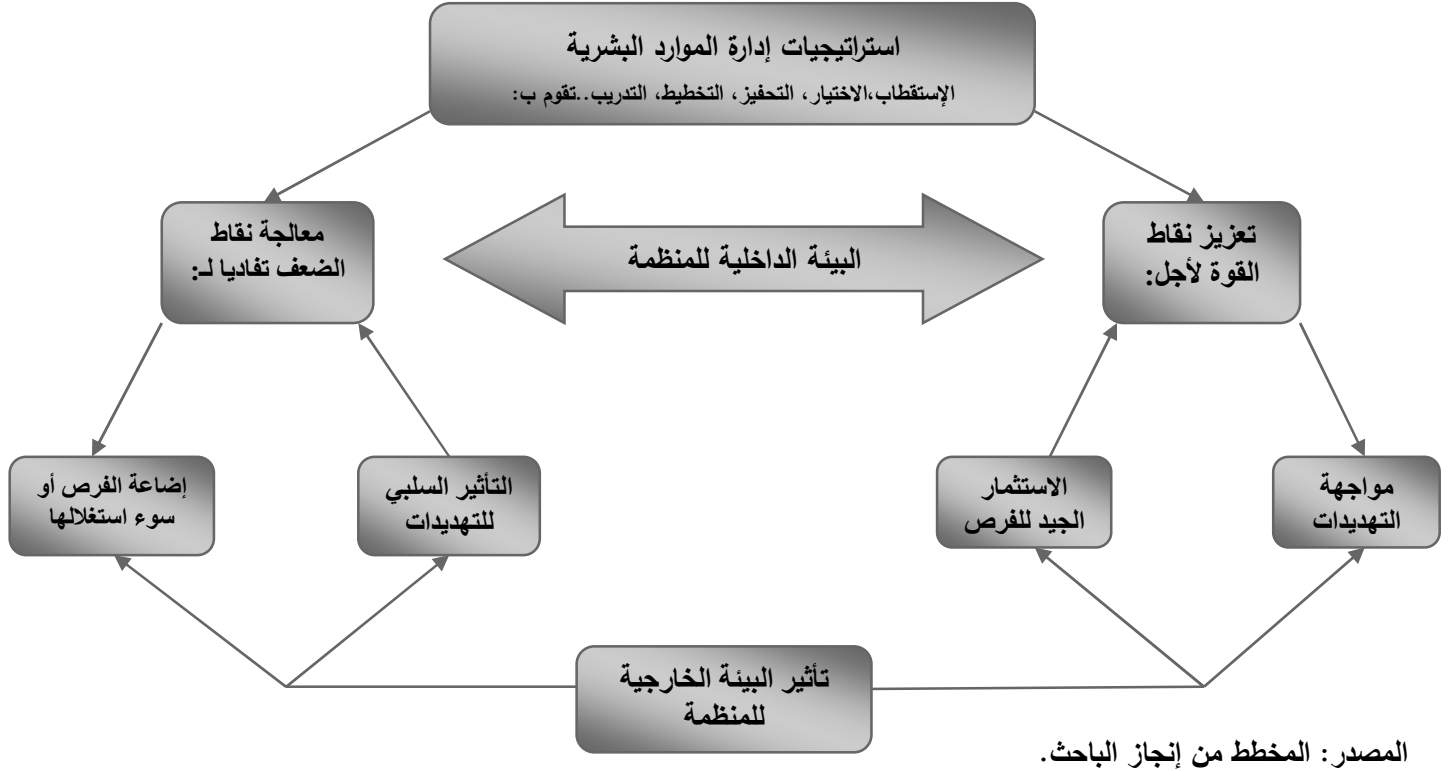 استراتيجيات إدارة الموارد البشرية
الإستقطاب،الاختيار، التحفيز، التخطيط، التدريب..تقوم ب:
تعزيز نقاط
القوة لأجل:
البيئة الداخلية للمنظمة
معالجة نقاط
الضعف تفاديا لـ:
مواجهة
التهديدات
الاستثمار
الجيد للفرص
التأثير السلبي
للتهديدات
إضاعة الفرص أو
سوء استغلالها
تأثير البيئة الخارجية
للمنظمة
المصدر: المخطط من إنجاز الباحث.